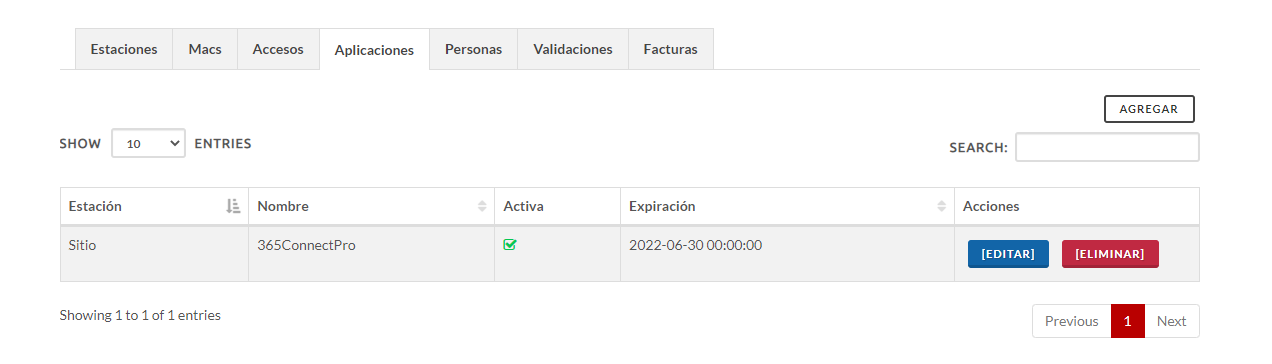 Estaciones Macs Accesos Aplicaciones Personas Validaciones Facturas
AGREGAR
SHOW 10 ENTRIES SEARCH:
Estación Nombre Activa Expiración Acciones
Sitio 365ConnectPro 2022-06-30 00:00:00 [EDITAR] [ELIMINAR]
Showing 1 to 1 of 1 entries Previous 1 Next